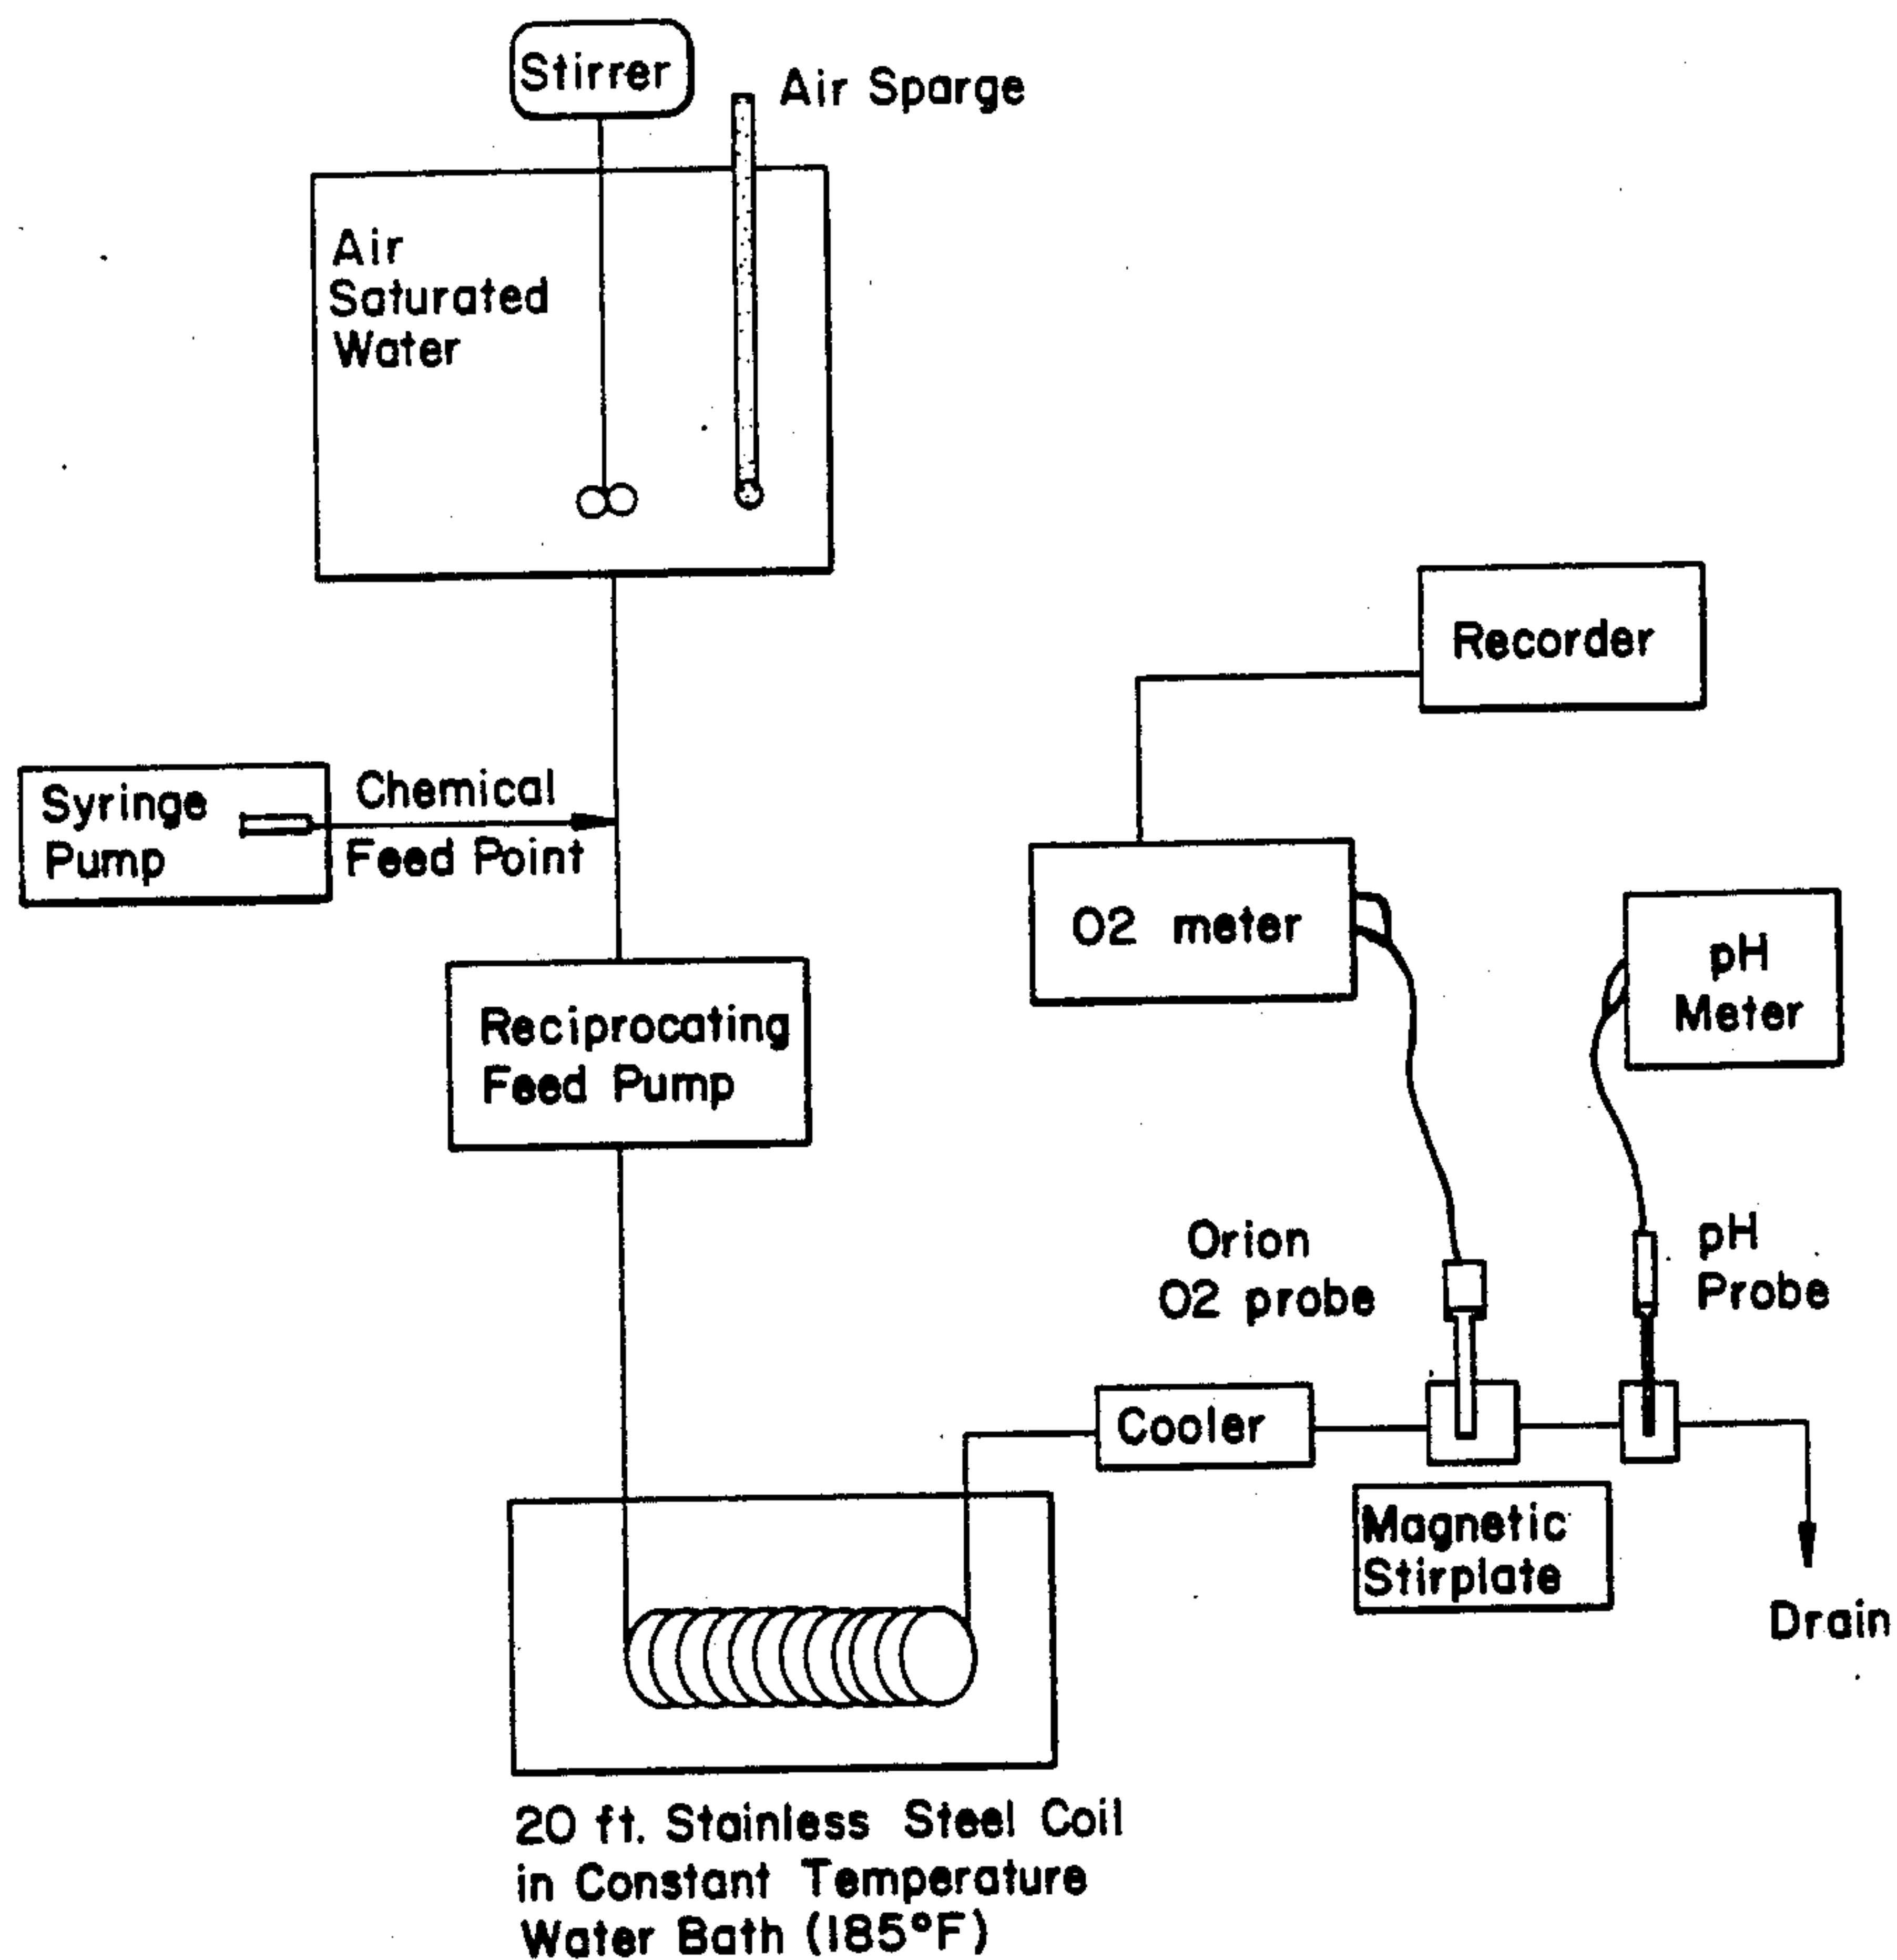 Stirrer
Air Sparge
Air
Saturated
Water
Recorder
Syringe
Pump
Chemical
Feed Point
O2 meter
pH
Meter
Reciprocating
Feed Pump
Orion
O2 probe
pH
Probe
Cooler
Magnetic
Stirplate
Drain
20 ft. Stainless Steel Coil
in Constant Temperature
Water Bath (185°F)